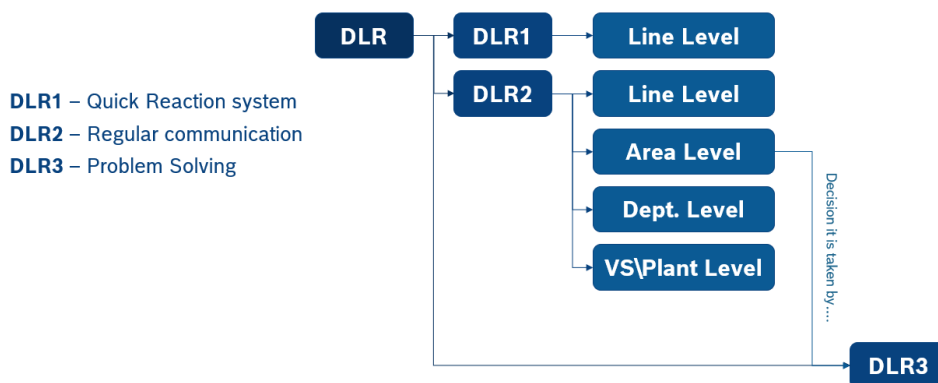 DLR
DLR1
Line Level
DLR2
Line Level
DLR1 – Quick Reaction system
DLR2 – Regular communication
DLR3 – Problem Solving
Area Level
Dept. Level
VS\Plant Level
Decision it is taken by....
DLR3